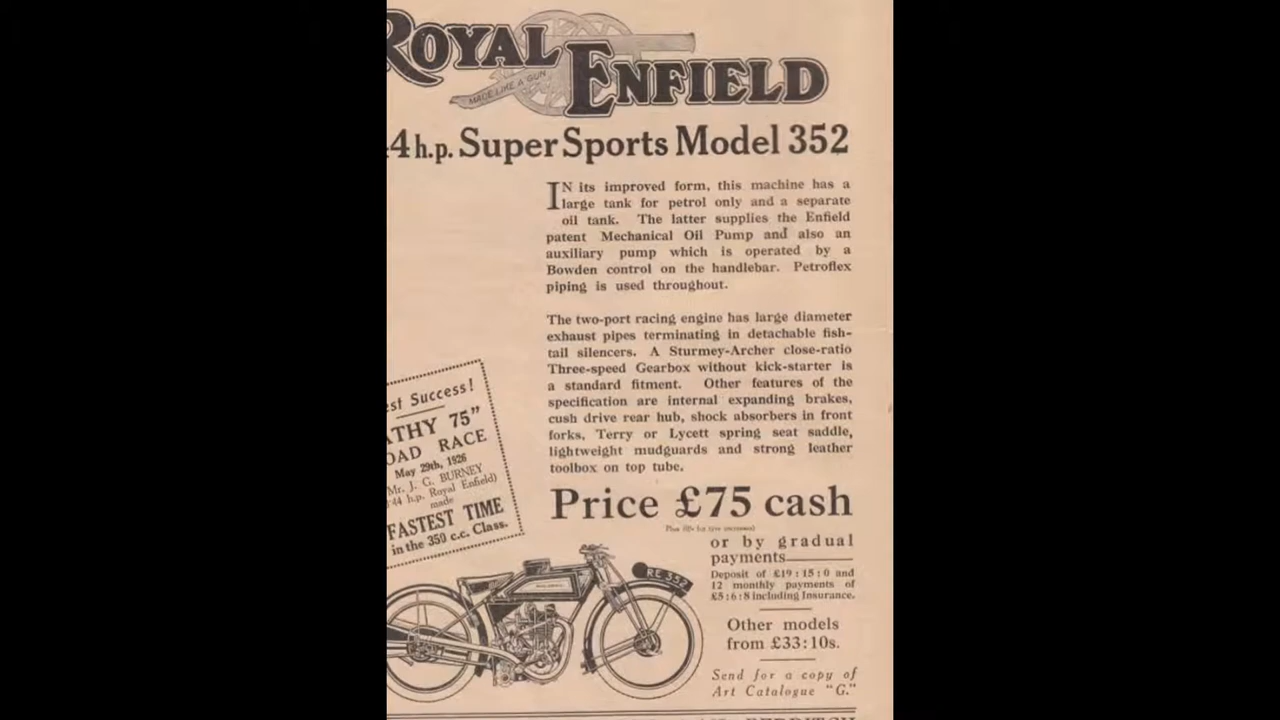 ROYAL
MADE LIKE A GUN
ENFIELD
44 h.p. Super Sports Model 352
IN its improved form, this machine has a
large tank for petrol only and a separate
oil tank. The latter supplies the Enfield
patent Mechanical Oil Pump and also an
auxiliary pump which is operated by a
Bowden control on the handlebar. Petroflex
piping is used throughout.
The two-port racing engine has large diameter
exhaust pipes terminating in detachable fish-
tail silencers. A Sturmey-Archer close-ratio
Three-speed Gearbox without kick-starter is
a standard fitment. Other features of the
specification are internal expanding brakes,
cush drive rear hub, shock absorbers in front
forks, Terry or Lycett spring seat saddle,
lightweight mudguards and strong leather
toolbox on top tube.
est Success!
ATHY 75"
OAD RACE
May 29th, 1926
Mr. J. G. BURNEY
3·44 h.p. Royal Enfield)
made
FASTEST TIME
in the 350 c.c. Class.
Price £75 cash
or by gradual
payments
Deposit of £19 : 15 : 0 and
12 monthly payments of
£5 : 6 : 8 including Insurance.
RE 352
Other models
from £33:10s.
Send for a copy of
Art Catalogue "G."